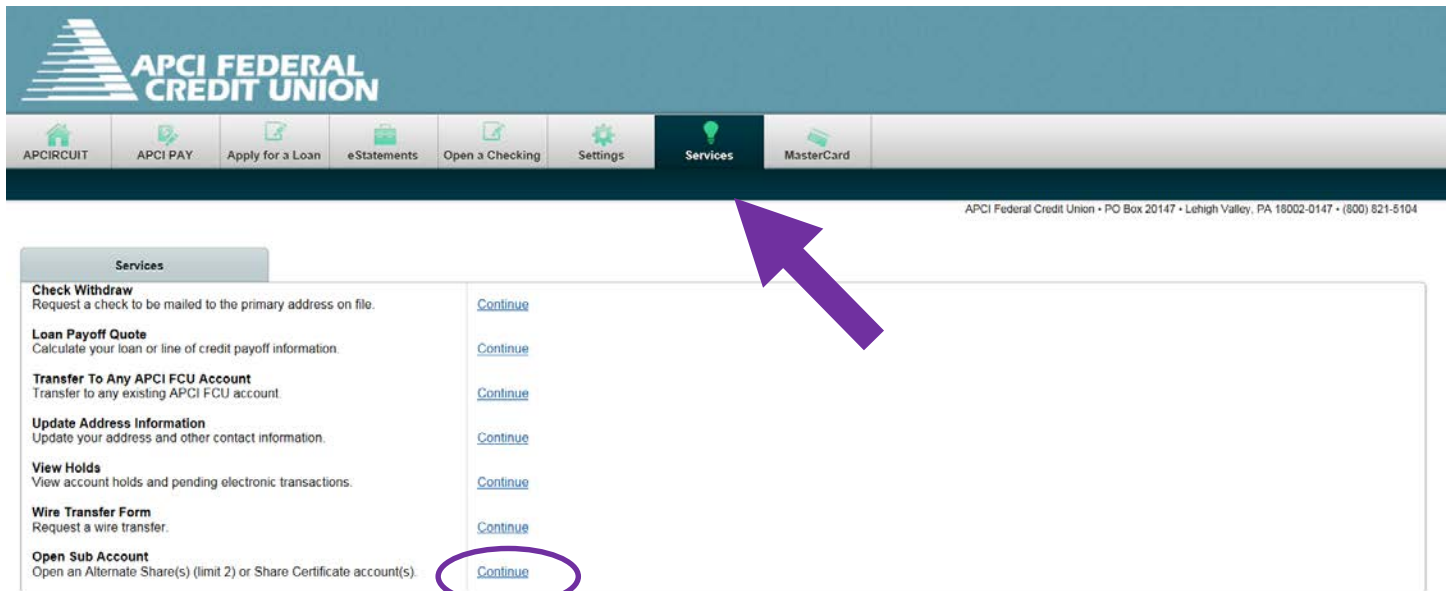 APCI FEDERAL
CREDIT UNION
APCIRCUIT
APCI PAY
Apply for a Loan
eStatements
Open a Checking
Settings
Services
MasterCard
APCI Federal Credit Union • PO Box 20147 • Lehigh Valley, PA 18002-0147 • (800) 821-5104
Services
Check Withdraw
Request a check to be mailed to the primary address on file.
Continue
Loan Payoff Quote
Calculate your loan or line of credit payoff information.
Continue
Transfer To Any APCI FCU Account
Transfer to any existing APCI FCU account.
Continue
Update Address Information
Update your address and other contact information.
Continue
View Holds
View account holds and pending electronic transactions.
Continue
Wire Transfer Form
Request a wire transfer.
Continue
Open Sub Account
Open an Alternate Share(s) (limit 2) or Share Certificate account(s).
Continue